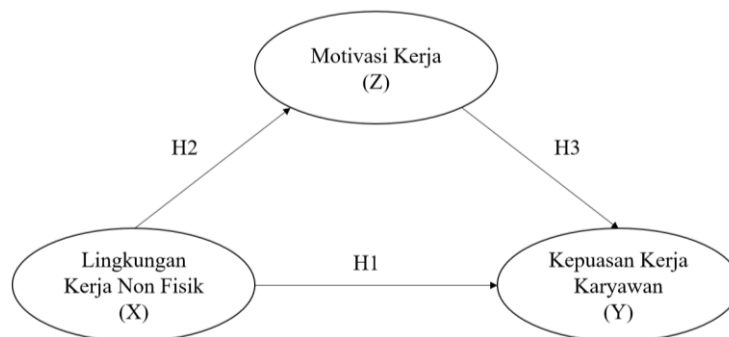 Motivasi Kerja
(Z)
H2
H3
Lingkungan
Kerja Non Fisik
(X)
H1
Kepuasan Kerja
Karyawan
(Y)